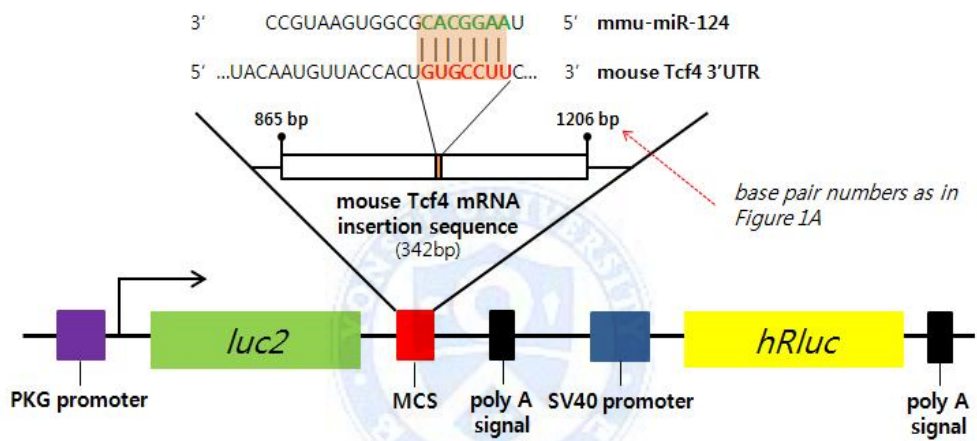 3' CCGUAAGUGGCGCACGGAAU 5' mmu-miR-124
5' ...UACAAUGUUACCACUGUGCCUUC... 3' mouse Tcf4 3'UTR
865 bp 1206 bp
mouse Tcf4 mRNA
insertion sequence
(342bp)
base pair numbers as in
Figure 1A
luc2 hRluc
PKG promoter MCS poly A
signal SV40 promoter poly A
signal